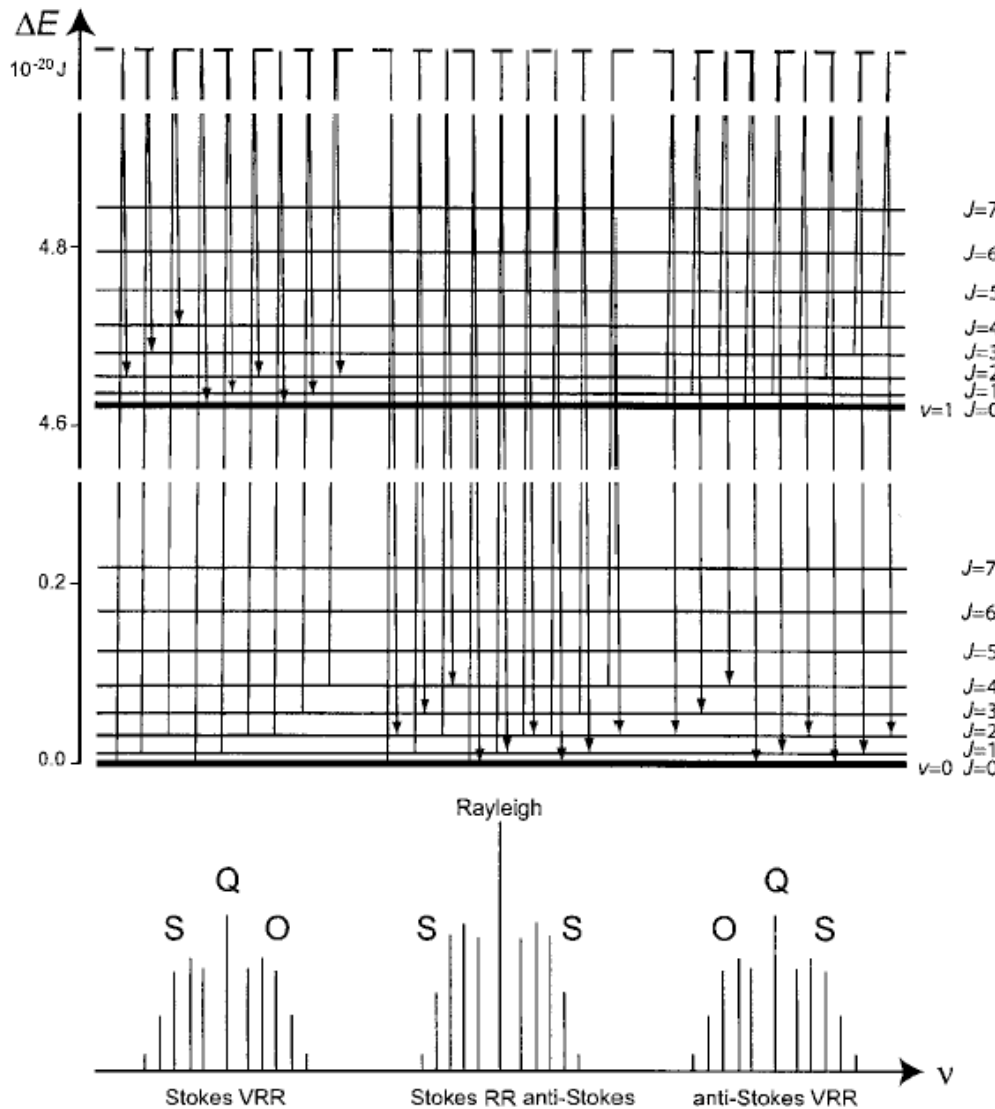 ΔE
10⁻²⁰ J
J=7
4.8
J=6
J=5
J=4
J=3
J=2
J=1
v=1 J=0
4.6
J=7
0.2
J=6
J=5
J=4
J=3
J=2
J=1
0.0
v=0 J=0
Rayleigh
Q
Q
S
O
S
S
O
S
ν
Stokes VRR
Stokes RR anti-Stokes
anti-Stokes VRR